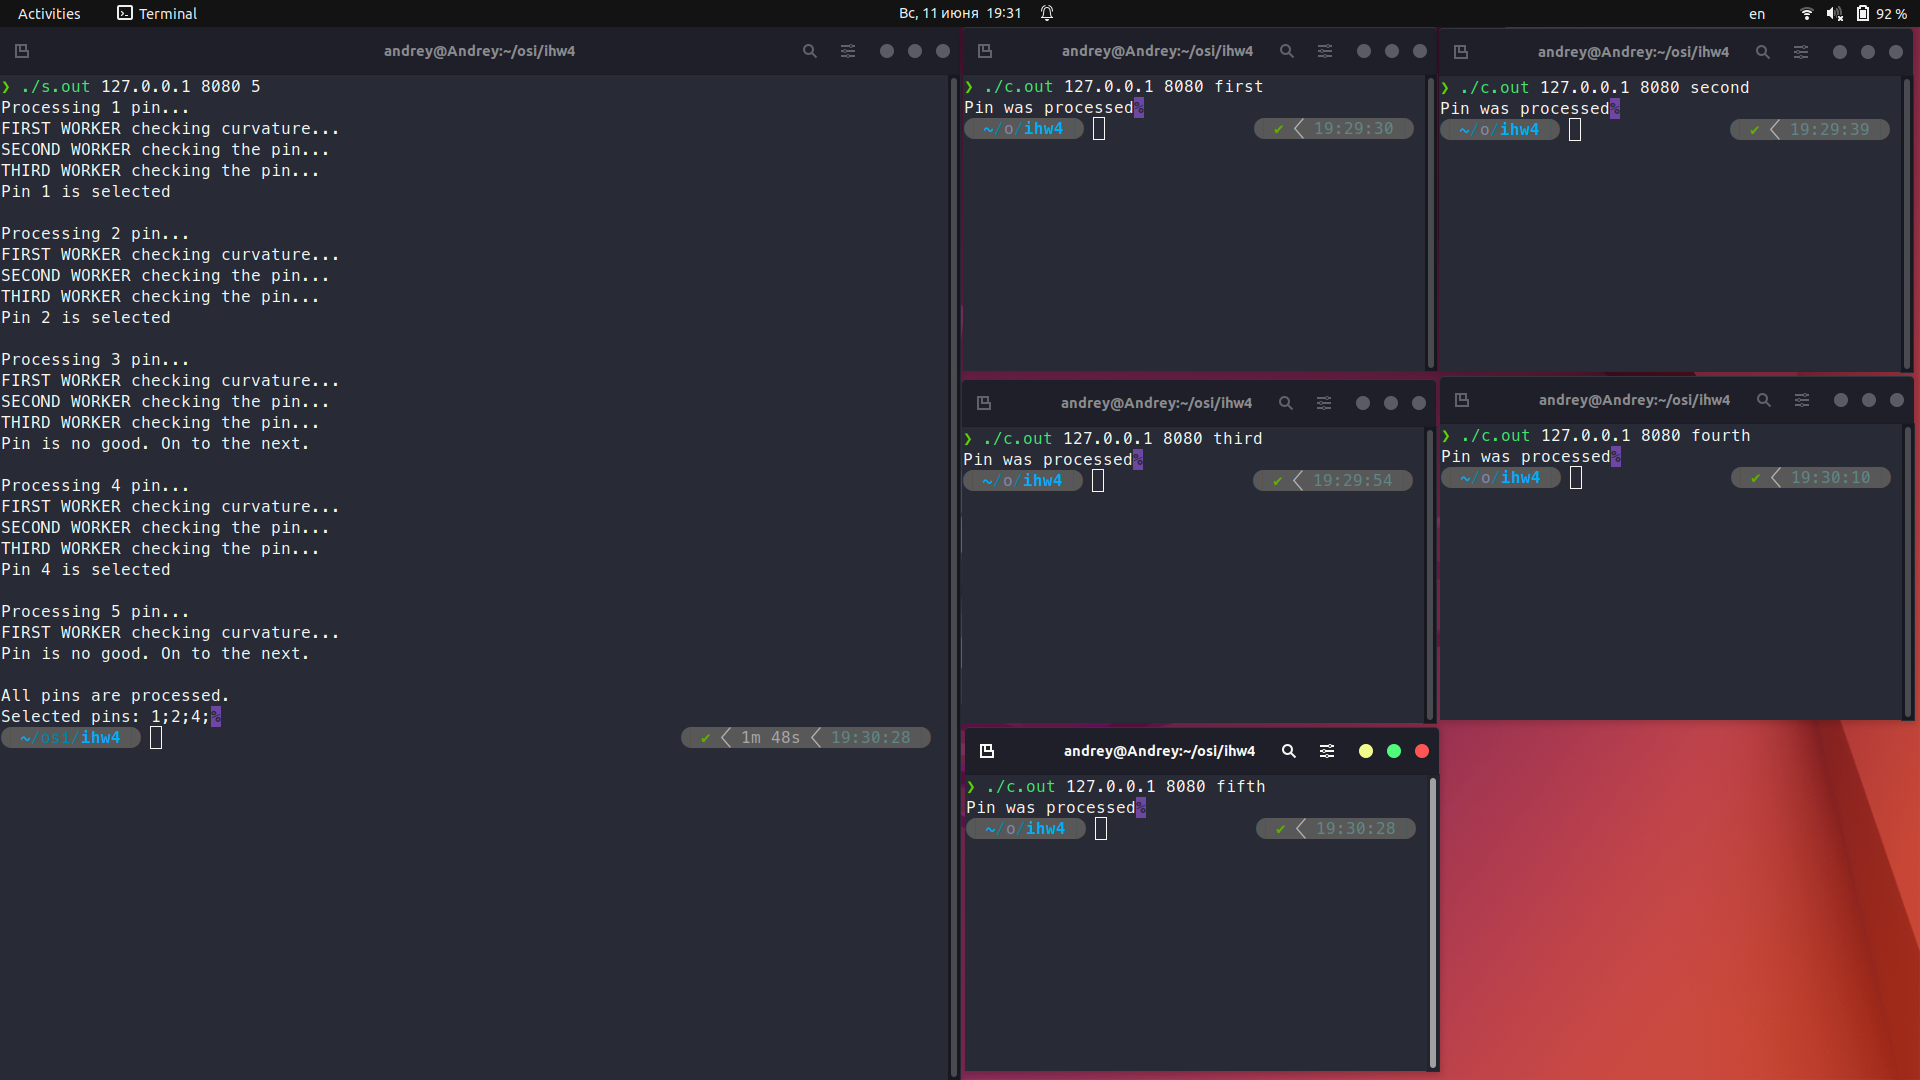 Activities
Terminal
Вс, 11 июня 19:31
en
92 %
andrey@Andrey:~/osi/ihw4
❯ ./s.out 127.0.0.1 8080 5
Processing 1 pin...
FIRST WORKER checking curvature...
SECOND WORKER checking the pin...
THIRD WORKER checking the pin...
Pin 1 is selected
Processing 2 pin...
FIRST WORKER checking curvature...
SECOND WORKER checking the pin...
THIRD WORKER checking the pin...
Pin 2 is selected
Processing 3 pin...
FIRST WORKER checking curvature...
SECOND WORKER checking the pin...
THIRD WORKER checking the pin...
Pin is no good. On to the next.
Processing 4 pin...
FIRST WORKER checking curvature...
SECOND WORKER checking the pin...
THIRD WORKER checking the pin...
Pin 4 is selected
Processing 5 pin...
FIRST WORKER checking curvature...
Pin is no good. On to the next.
All pins are processed.
Selected pins: 1;2;4;%
~/osi/ihw4 ✔ 1m 48s 19:30:28
andrey@Andrey:~/osi/ihw4
❯ ./c.out 127.0.0.1 8080 first
Pin was processed%
~/o/ihw4 ✔ 19:29:30
andrey@Andrey:~/osi/ihw4
❯ ./c.out 127.0.0.1 8080 second
Pin was processed%
~/o/ihw4 ✔ 19:29:39
andrey@Andrey:~/osi/ihw4
❯ ./c.out 127.0.0.1 8080 third
Pin was processed%
~/o/ihw4 ✔ 19:29:54
andrey@Andrey:~/osi/ihw4
❯ ./c.out 127.0.0.1 8080 fourth
Pin was processed%
~/o/ihw4 ✔ 19:30:10
andrey@Andrey:~/osi/ihw4
❯ ./c.out 127.0.0.1 8080 fifth
Pin was processed%
~/o/ihw4 ✔ 19:30:28